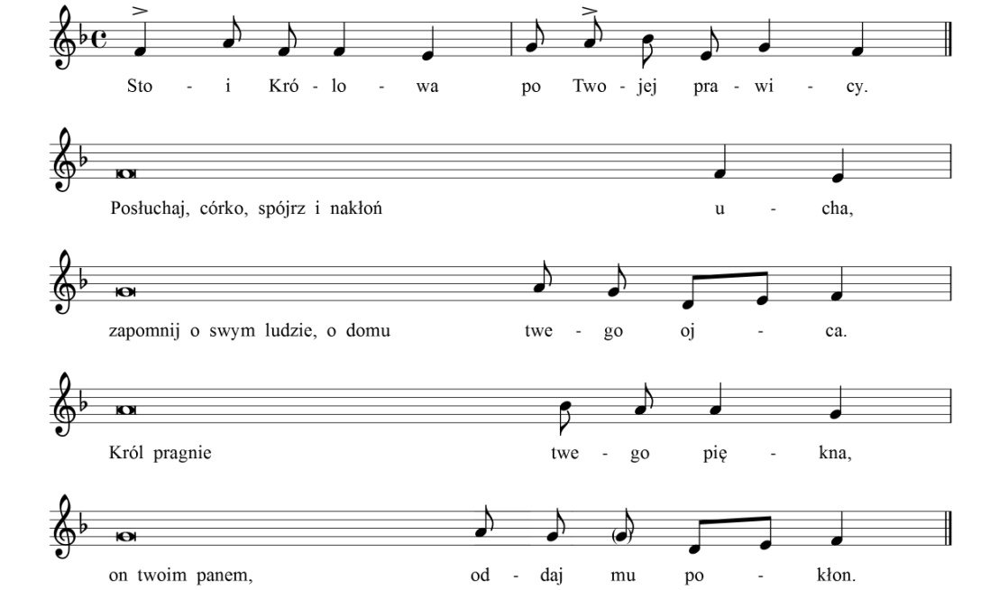 Sto - i Kró - lo - wa po Two - jej pra - wi - cy.
Posłuchaj, córko, spójrz i nakłoń u - cha,
zapomnij o swym ludzie, o domu twe - go oj - ca.
Król pragnie twe - go pię - kna,
on twoim panem, od - daj mu po - kłon.